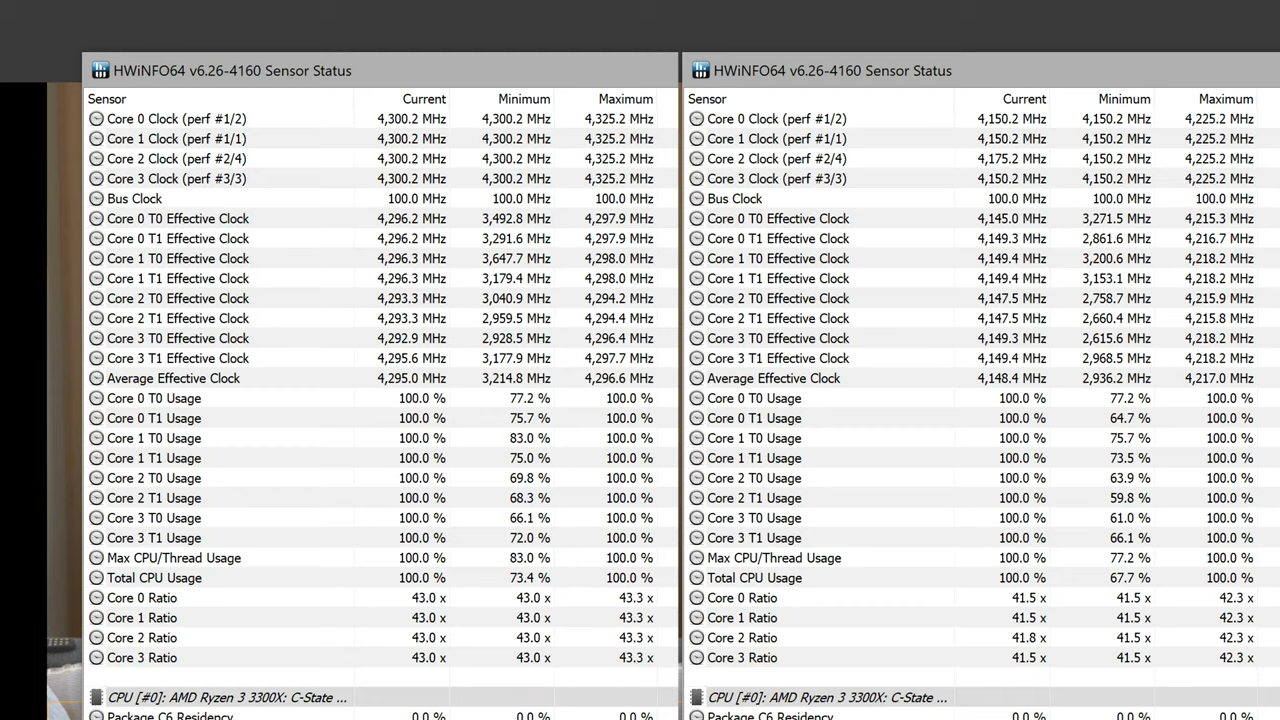 HWiNFO64 v6.26-4160 Sensor Status
Sensor Current Minimum Maximum
Core 0 Clock (perf #1/2) 4,300.2 MHz 4,300.2 MHz 4,325.2 MHz
Core 1 Clock (perf #1/1) 4,300.2 MHz 4,300.2 MHz 4,325.2 MHz
Core 2 Clock (perf #2/4) 4,300.2 MHz 4,300.2 MHz 4,325.2 MHz
Core 3 Clock (perf #3/3) 4,300.2 MHz 4,300.2 MHz 4,325.2 MHz
Bus Clock 100.0 MHz 100.0 MHz 100.0 MHz
Core 0 T0 Effective Clock 4,296.2 MHz 3,492.8 MHz 4,297.9 MHz
Core 0 T1 Effective Clock 4,296.2 MHz 3,291.6 MHz 4,297.9 MHz
Core 1 T0 Effective Clock 4,296.3 MHz 3,647.7 MHz 4,298.0 MHz
Core 1 T1 Effective Clock 4,296.3 MHz 3,179.4 MHz 4,298.0 MHz
Core 2 T0 Effective Clock 4,293.3 MHz 3,040.9 MHz 4,294.2 MHz
Core 2 T1 Effective Clock 4,293.3 MHz 2,959.5 MHz 4,294.4 MHz
Core 3 T0 Effective Clock 4,292.9 MHz 2,928.5 MHz 4,296.4 MHz
Core 3 T1 Effective Clock 4,295.6 MHz 3,177.9 MHz 4,297.7 MHz
Average Effective Clock 4,295.0 MHz 3,214.8 MHz 4,296.6 MHz
Core 0 T0 Usage 100.0 % 77.2 % 100.0 %
Core 0 T1 Usage 100.0 % 75.7 % 100.0 %
Core 1 T0 Usage 100.0 % 83.0 % 100.0 %
Core 1 T1 Usage 100.0 % 75.0 % 100.0 %
Core 2 T0 Usage 100.0 % 69.8 % 100.0 %
Core 2 T1 Usage 100.0 % 68.3 % 100.0 %
Core 3 T0 Usage 100.0 % 66.1 % 100.0 %
Core 3 T1 Usage 100.0 % 72.0 % 100.0 %
Max CPU/Thread Usage 100.0 % 83.0 % 100.0 %
Total CPU Usage 100.0 % 73.4 % 100.0 %
Core 0 Ratio 43.0 x 43.0 x 43.3 x
Core 1 Ratio 43.0 x 43.0 x 43.3 x
Core 2 Ratio 43.0 x 43.0 x 43.3 x
Core 3 Ratio 43.0 x 43.0 x 43.3 x
CPU [#0]: AMD Ryzen 3 3300X: C-State ...
Package C6 Residency 0.0 % 0.0 % 0.0 %
HWiNFO64 v6.26-4160 Sensor Status
Sensor Current Minimum Maximum
Core 0 Clock (perf #1/2) 4,150.2 MHz 4,150.2 MHz 4,225.2 MHz
Core 1 Clock (perf #1/1) 4,150.2 MHz 4,150.2 MHz 4,225.2 MHz
Core 2 Clock (perf #2/4) 4,175.2 MHz 4,150.2 MHz 4,225.2 MHz
Core 3 Clock (perf #3/3) 4,150.2 MHz 4,150.2 MHz 4,225.2 MHz
Bus Clock 100.0 MHz 100.0 MHz 100.0 MHz
Core 0 T0 Effective Clock 4,145.0 MHz 3,271.5 MHz 4,215.3 MHz
Core 0 T1 Effective Clock 4,149.3 MHz 2,861.6 MHz 4,216.7 MHz
Core 1 T0 Effective Clock 4,149.4 MHz 3,200.6 MHz 4,218.2 MHz
Core 1 T1 Effective Clock 4,149.4 MHz 3,153.1 MHz 4,218.2 MHz
Core 2 T0 Effective Clock 4,147.5 MHz 2,758.7 MHz 4,215.9 MHz
Core 2 T1 Effective Clock 4,147.5 MHz 2,660.4 MHz 4,215.8 MHz
Core 3 T0 Effective Clock 4,149.3 MHz 2,615.6 MHz 4,218.2 MHz
Core 3 T1 Effective Clock 4,149.4 MHz 2,968.5 MHz 4,218.2 MHz
Average Effective Clock 4,148.4 MHz 2,936.2 MHz 4,217.0 MHz
Core 0 T0 Usage 100.0 % 77.2 % 100.0 %
Core 0 T1 Usage 100.0 % 64.7 % 100.0 %
Core 1 T0 Usage 100.0 % 75.7 % 100.0 %
Core 1 T1 Usage 100.0 % 73.5 % 100.0 %
Core 2 T0 Usage 100.0 % 63.9 % 100.0 %
Core 2 T1 Usage 100.0 % 59.8 % 100.0 %
Core 3 T0 Usage 100.0 % 61.0 % 100.0 %
Core 3 T1 Usage 100.0 % 66.1 % 100.0 %
Max CPU/Thread Usage 100.0 % 77.2 % 100.0 %
Total CPU Usage 100.0 % 67.7 % 100.0 %
Core 0 Ratio 41.5 x 41.5 x 42.3 x
Core 1 Ratio 41.5 x 41.5 x 42.3 x
Core 2 Ratio 41.8 x 41.5 x 42.3 x
Core 3 Ratio 41.5 x 41.5 x 42.3 x
CPU [#0]: AMD Ryzen 3 3300X: C-State ...
Package C6 Residency 0.0 % 0.0 % 0.0 %